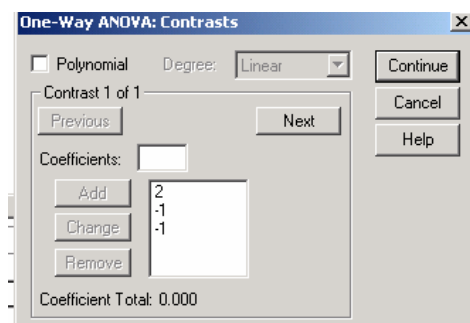 One-Way ANOVA: Contrasts
Polynomial Degree: Linear Continue
Contrast 1 of 1 Cancel
Previous Next Help
Coefficients:
Add 2
Change -1
-1
Remove
Coefficient Total: 0.000